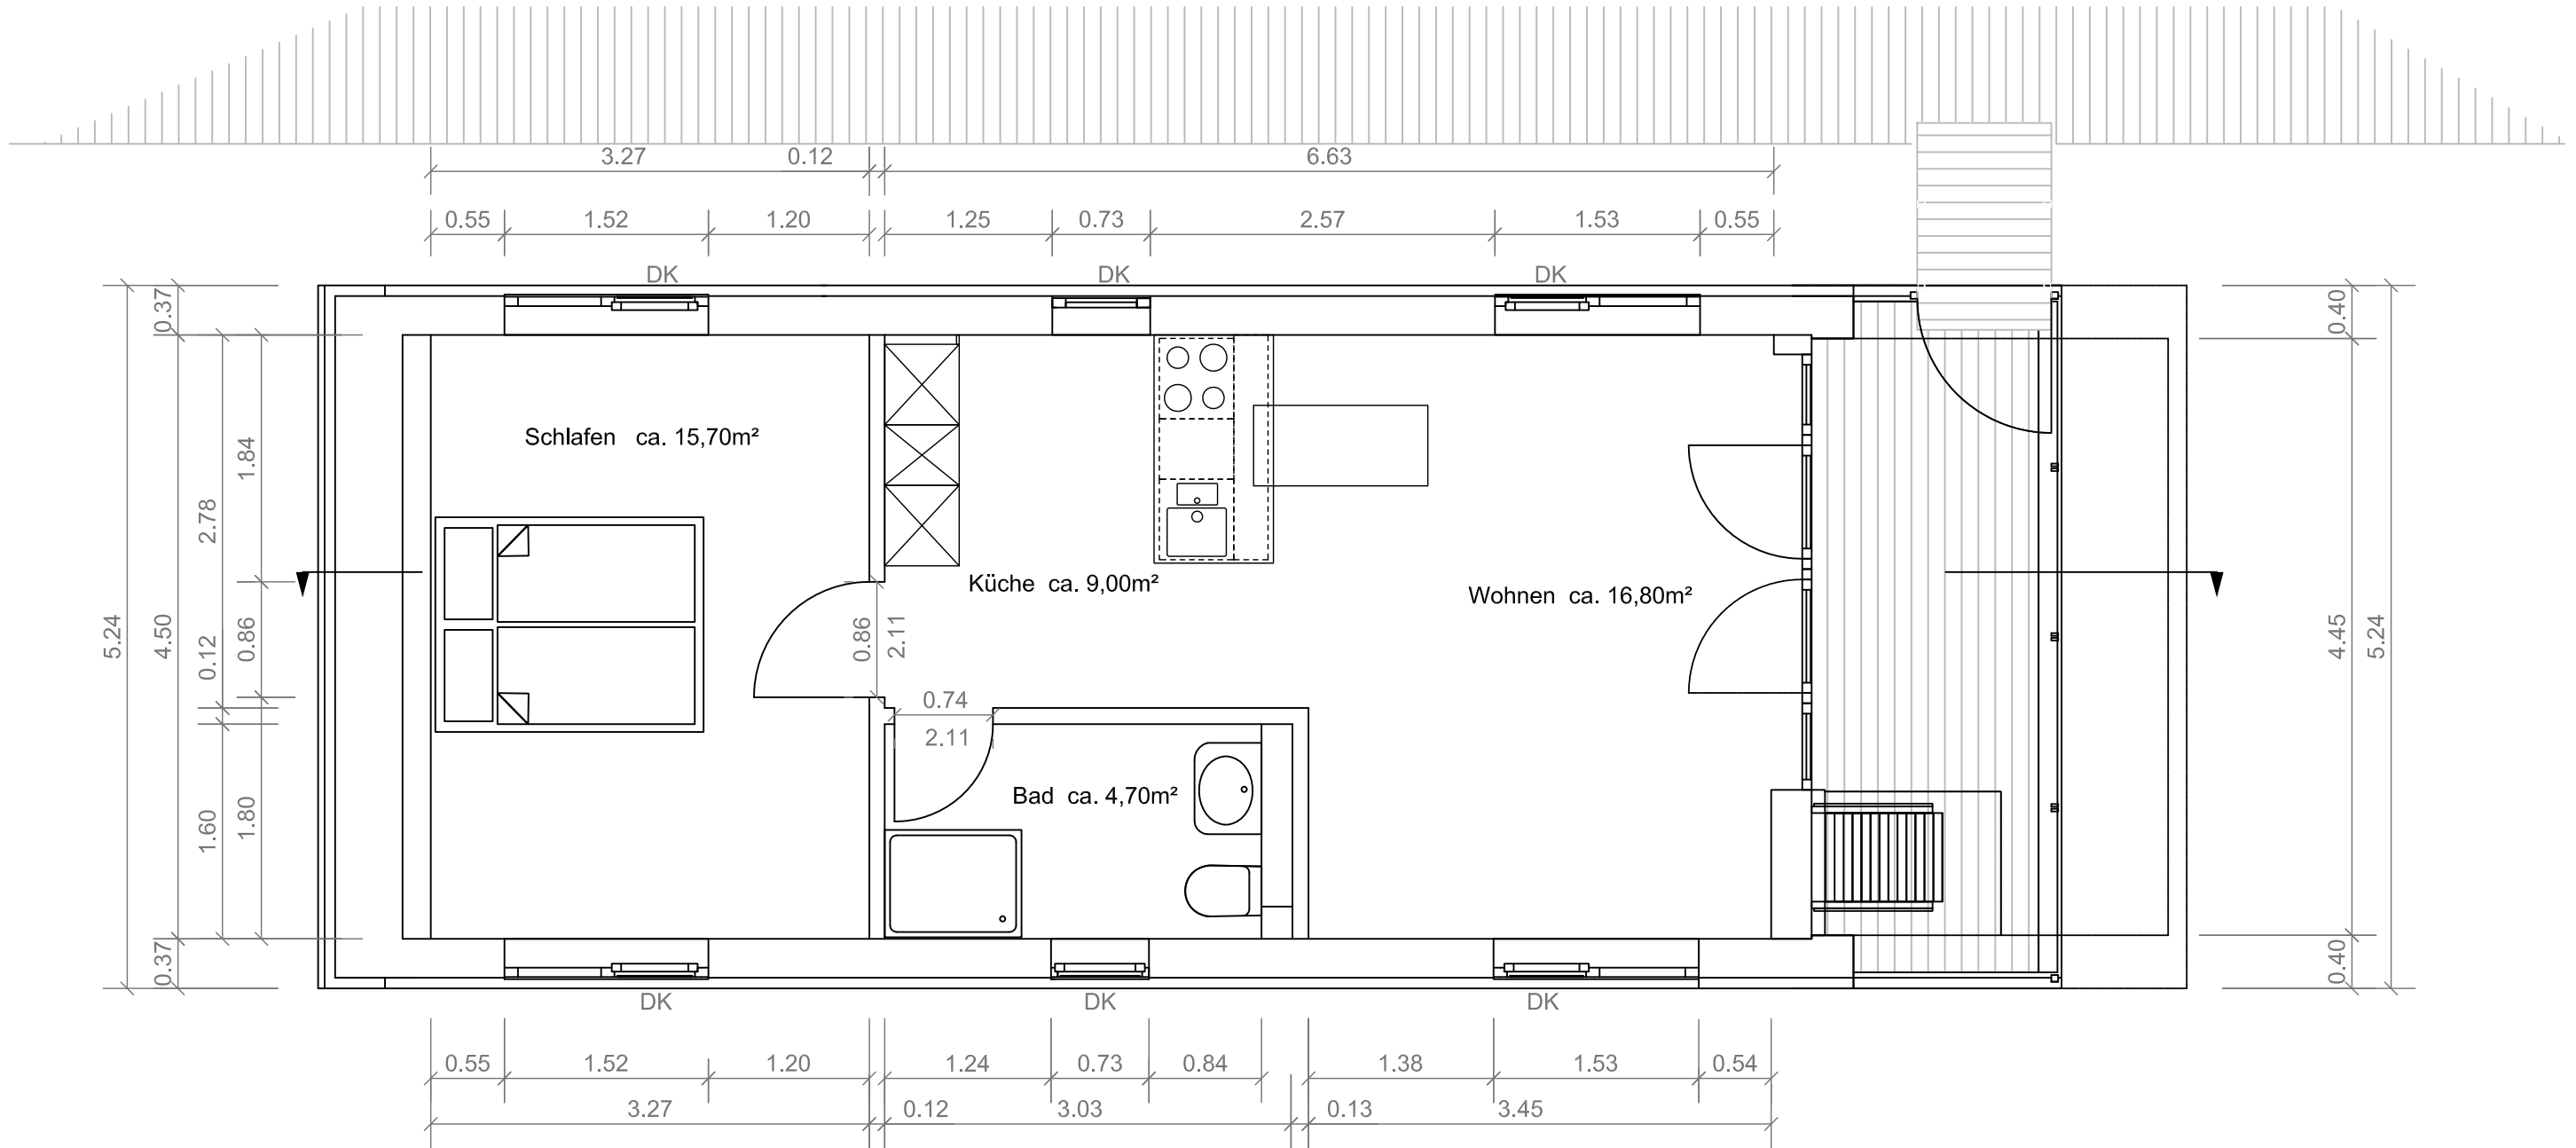 3.27 0.12 6.63
0.55 1.52 1.20 1.25 0.73 2.57 1.53 0.55
DK DK DK
0.37 0.40
Schlafen ca. 15,70m²
1.84
2.78
Küche ca. 9,00m²
Wohnen ca. 16,80m²
5.24 4.50 0.12 0.86 0.86 2.11 4.45 5.24
0.74
2.11
Bad ca. 4,70m²
1.60 1.80
0.37 0.40
DK DK DK
0.55 1.52 1.20 1.24 0.73 0.84 1.38 1.53 0.54
3.27 0.12 3.03 0.13 3.45